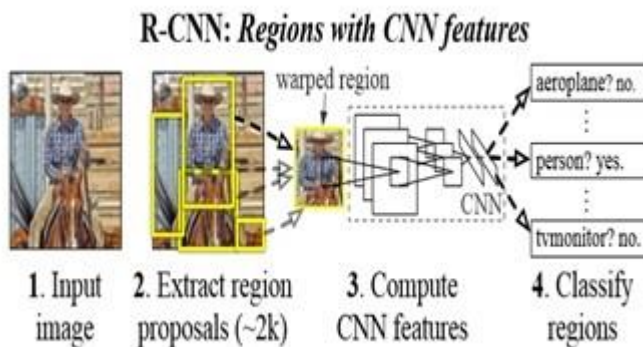 R-CNN: Regions with CNN features
warped region
aeroplane? no.
person? yes.
tvmonitor? no.
CNN
1. Input
image
2. Extract region
proposals (~2k)
3. Compute
CNN features
4. Classify
regions